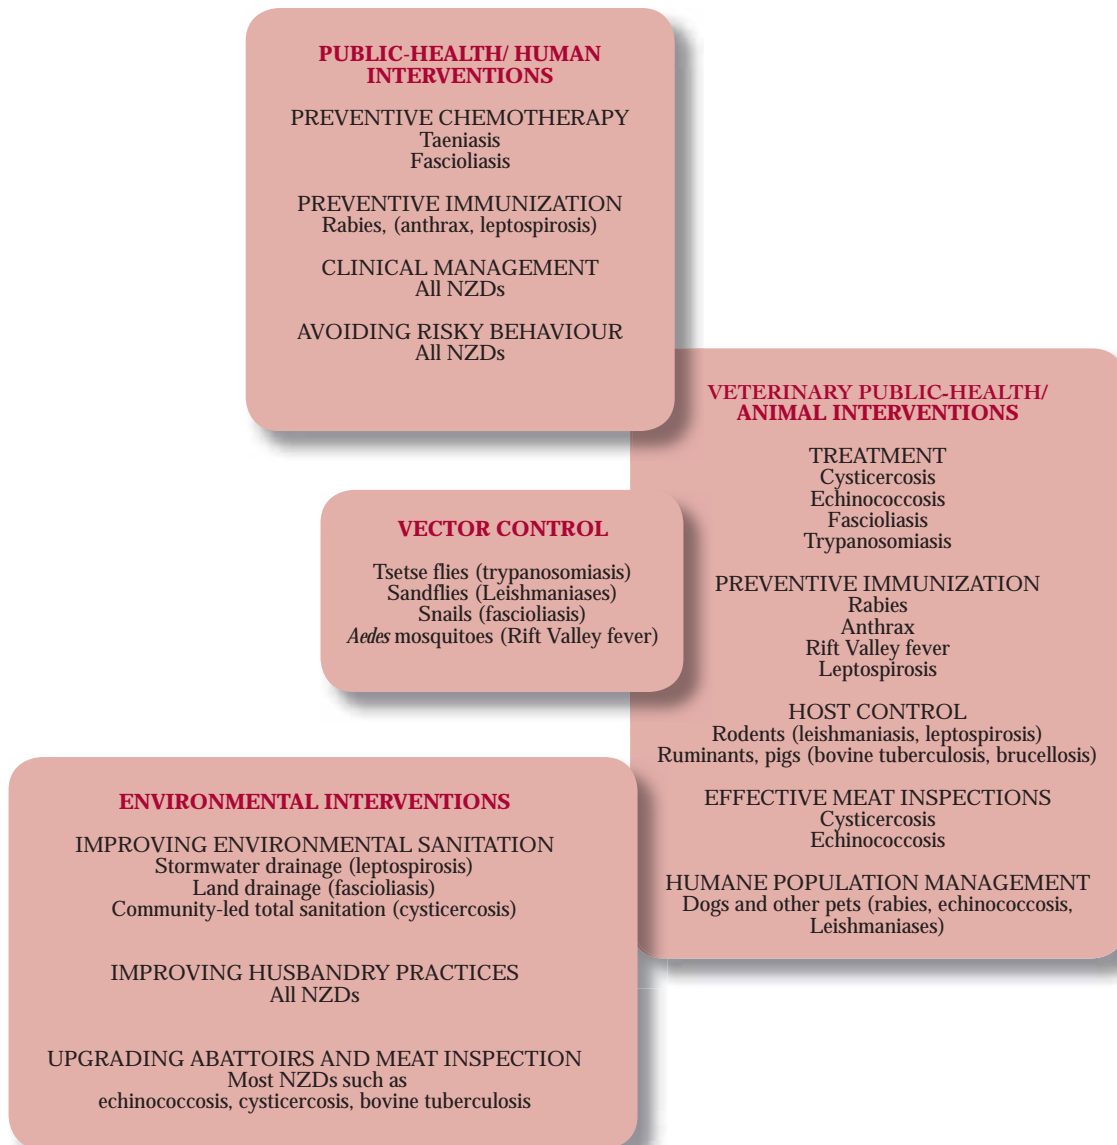 PUBLIC-HEALTH/ HUMAN
INTERVENTIONS
PREVENTIVE CHEMOTHERAPY
Taeniasis
Fascioliasis
PREVENTIVE IMMUNIZATION
Rabies, (anthrax, leptospirosis)
CLINICAL MANAGEMENT
All NZDs
AVOIDING RISKY BEHAVIOUR
All NZDs
VETERINARY PUBLIC-HEALTH/
ANIMAL INTERVENTIONS
TREATMENT
Cysticercosis
Echinococcosis
Fascioliasis
Trypanosomiasis
PREVENTIVE IMMUNIZATION
Rabies
Anthrax
Rift Valley fever
Leptospirosis
HOST CONTROL
Rodents (leishmaniasis, leptospirosis)
Ruminants, pigs (bovine tuberculosis, brucellosis)
EFFECTIVE MEAT INSPECTIONS
Cysticercosis
Echinococcosis
HUMANE POPULATION MANAGEMENT
Dogs and other pets (rabies, echinococcosis,
Leishmaniases)
VECTOR CONTROL
Tsetse flies (trypanosomiasis)
Sandflies (Leishmaniases)
Snails (fascioliasis)
Aedes mosquitoes (Rift Valley fever)
ENVIRONMENTAL INTERVENTIONS
IMPROVING ENVIRONMENTAL SANITATION
Stormwater drainage (leptospirosis)
Land drainage (fascioliasis)
Community-led total sanitation (cysticercosis)
IMPROVING HUSBANDRY PRACTICES
All NZDs
UPGRADING ABATTOIRS AND MEAT INSPECTION
Most NZDs such as
echinococcosis, cysticercosis, bovine tuberculosis